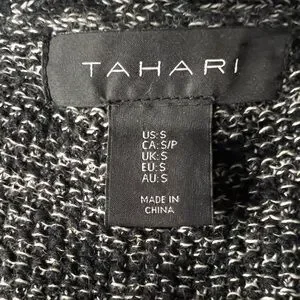 TAHARI
US:S
CA:S/P
UK:S
EU:S
AU:S
MADE IN
CHINA